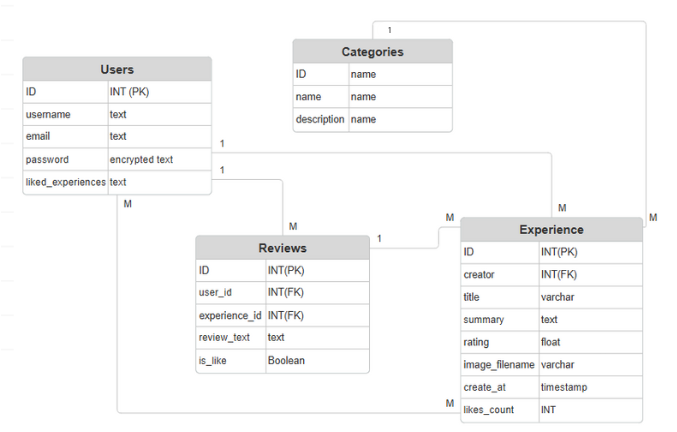 1
Categories
ID name
name name
description name
Users
ID INT (PK)
username text
email text
password encrypted text
liked_experiences text
1
1
M
M
M
1
M
M
M
Reviews
ID INT(PK)
user_id INT(FK)
experience_id INT(FK)
review_text text
is_like Boolean
Experience
ID INT(PK)
creator INT(FK)
title varchar
summary text
rating float
image_filename varchar
create_at timestamp
likes_count INT
M